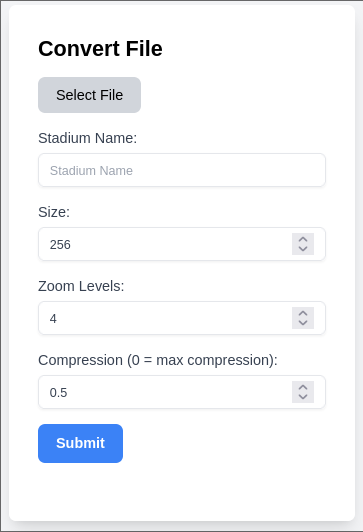 Convert File
Select File
Stadium Name:
Stadium Name
Size:
256
Zoom Levels:
4
Compression (0 = max compression):
0.5
Submit